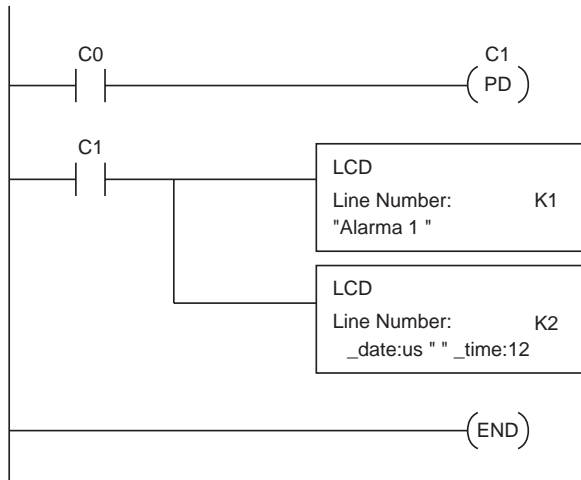 C0 C1
PD
C1
LCD
Line Number: K1
"Alarma 1 "
LCD
Line Number: K2
_date:us " " _time:12
END